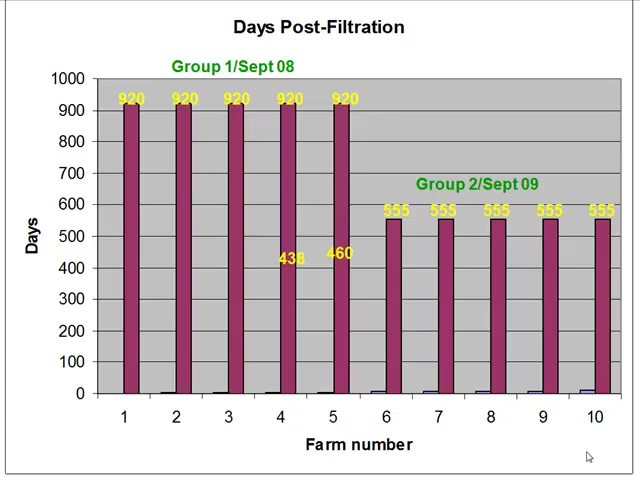 Days Post-Filtration
Group 1/Sept 08
1000
920 920 920 920 920
900
800
700
Group 2/Sept 09
600
555 555 555 555 555
500
438 460
400
300
200
100
0
Days
1 2 3 4 5 6 7 8 9 10
Farm number